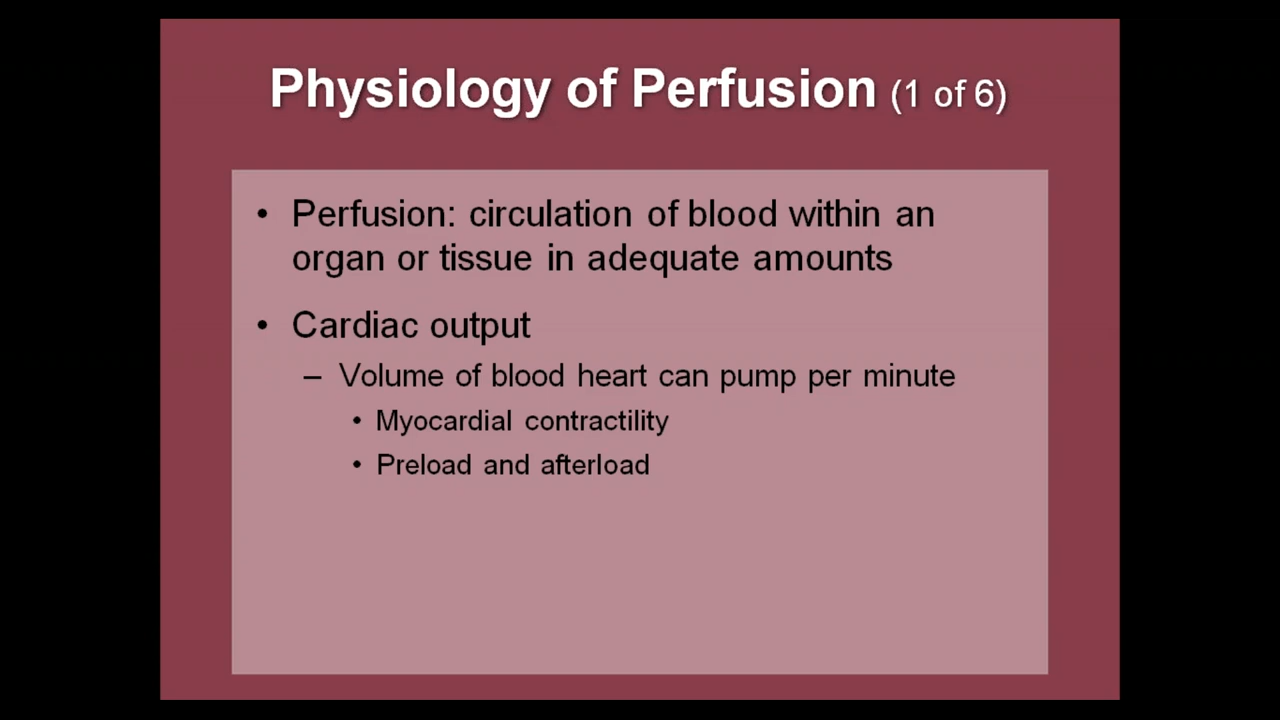 Physiology of Perfusion (1 of 6)
• Perfusion: circulation of blood within an
organ or tissue in adequate amounts
• Cardiac output
– Volume of blood heart can pump per minute
• Myocardial contractility
• Preload and afterload